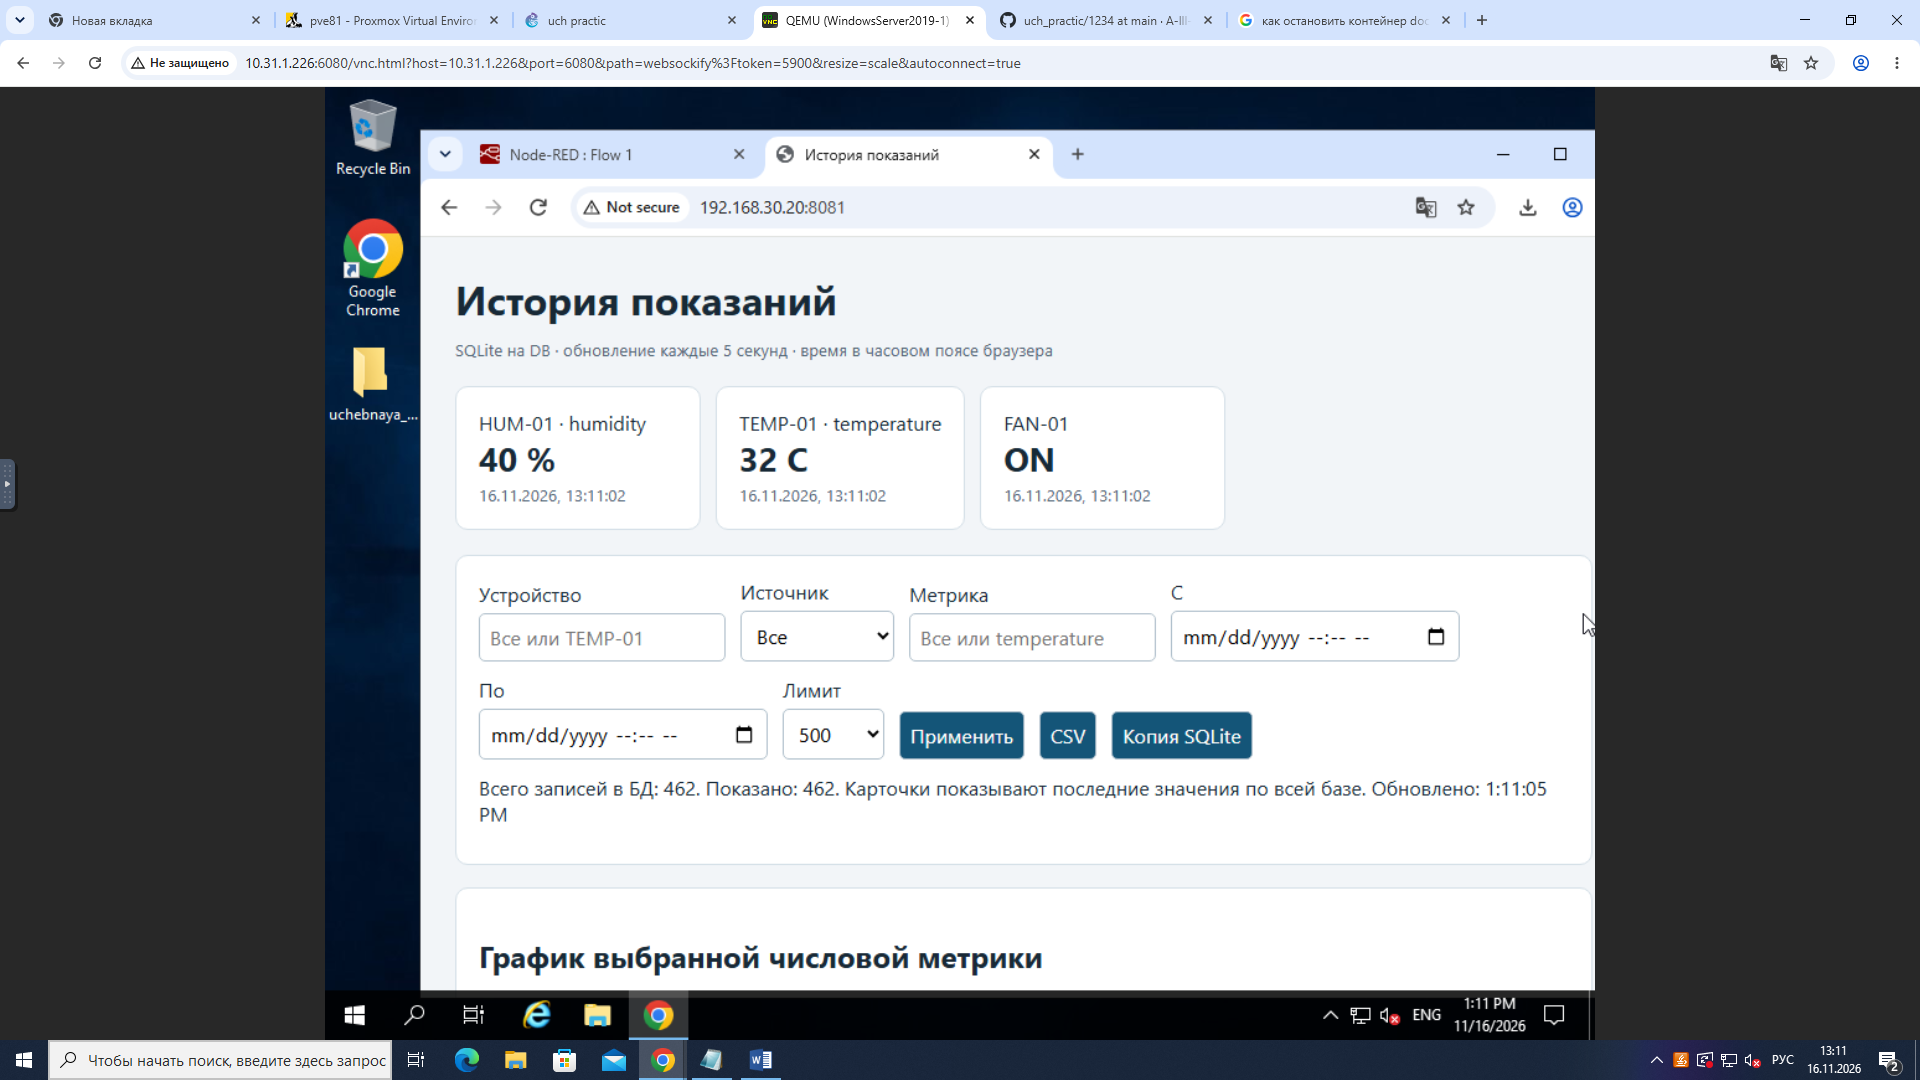 Новая вкладка
pve81 - Proxmox Virtual Enviro
uch practic
QEMU (WindowsServer2019-1)
uch_practic/1234 at main · A-Ill
как остановить контейнер doc
Не защищено
10.31.1.226:6080/vnc.html?host=10.31.1.226&port=6080&path=websockify%3Ftoken=5900&resize=scale&autoconnect=true
Recycle Bin
Google
Chrome
uchebnaya_...
Node-RED : Flow 1
История показаний
Not secure
192.168.30.20:8081
История показаний
SQLite на DB · обновление каждые 5 секунд · время в часовом поясе браузера
HUM-01 · humidity
40 %
16.11.2026, 13:11:02
TEMP-01 · temperature
32 C
16.11.2026, 13:11:02
FAN-01
ON
16.11.2026, 13:11:02
Устройство
Все или TEMP-01
Источник
Все
Метрика
Все или temperature
С
mm/dd/yyyy --:-- --
По
mm/dd/yyyy --:-- --
Лимит
500
Применить
CSV
Копия SQLite
Всего записей в БД: 462. Показано: 462. Карточки показывают последние значения по всей базе. Обновлено: 1:11:05
PM
График выбранной числовой метрики
ENG
1:11 PM
11/16/2026
Чтобы начать поиск, введите здесь запрос
РУС
13:11
16.11.2026
2